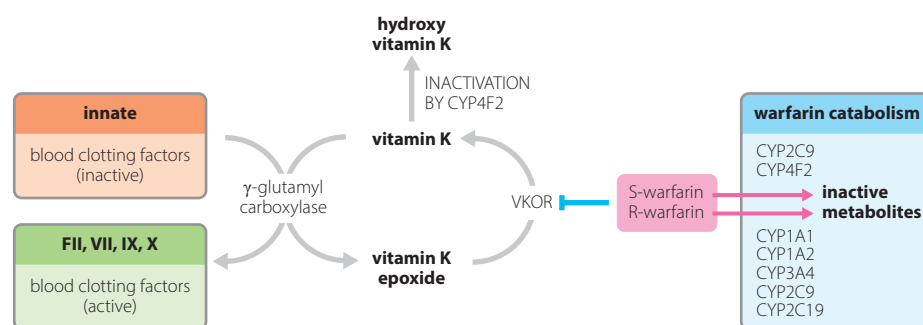 hydroxy
vitamin K
INACTIVATION
BY CYP4F2
innate
blood clotting factors
(inactive)
vitamin K
γ-glutamyl
carboxylase
FII, VII, IX, X
blood clotting factors
(active)
vitamin K
epoxide
VKOR
S-warfarin
R-warfarin
warfarin catabolism
CYP2C9
CYP4F2
inactive
metabolites
CYP1A1
CYP1A2
CYP3A4
CYP2C9
CYP2C19